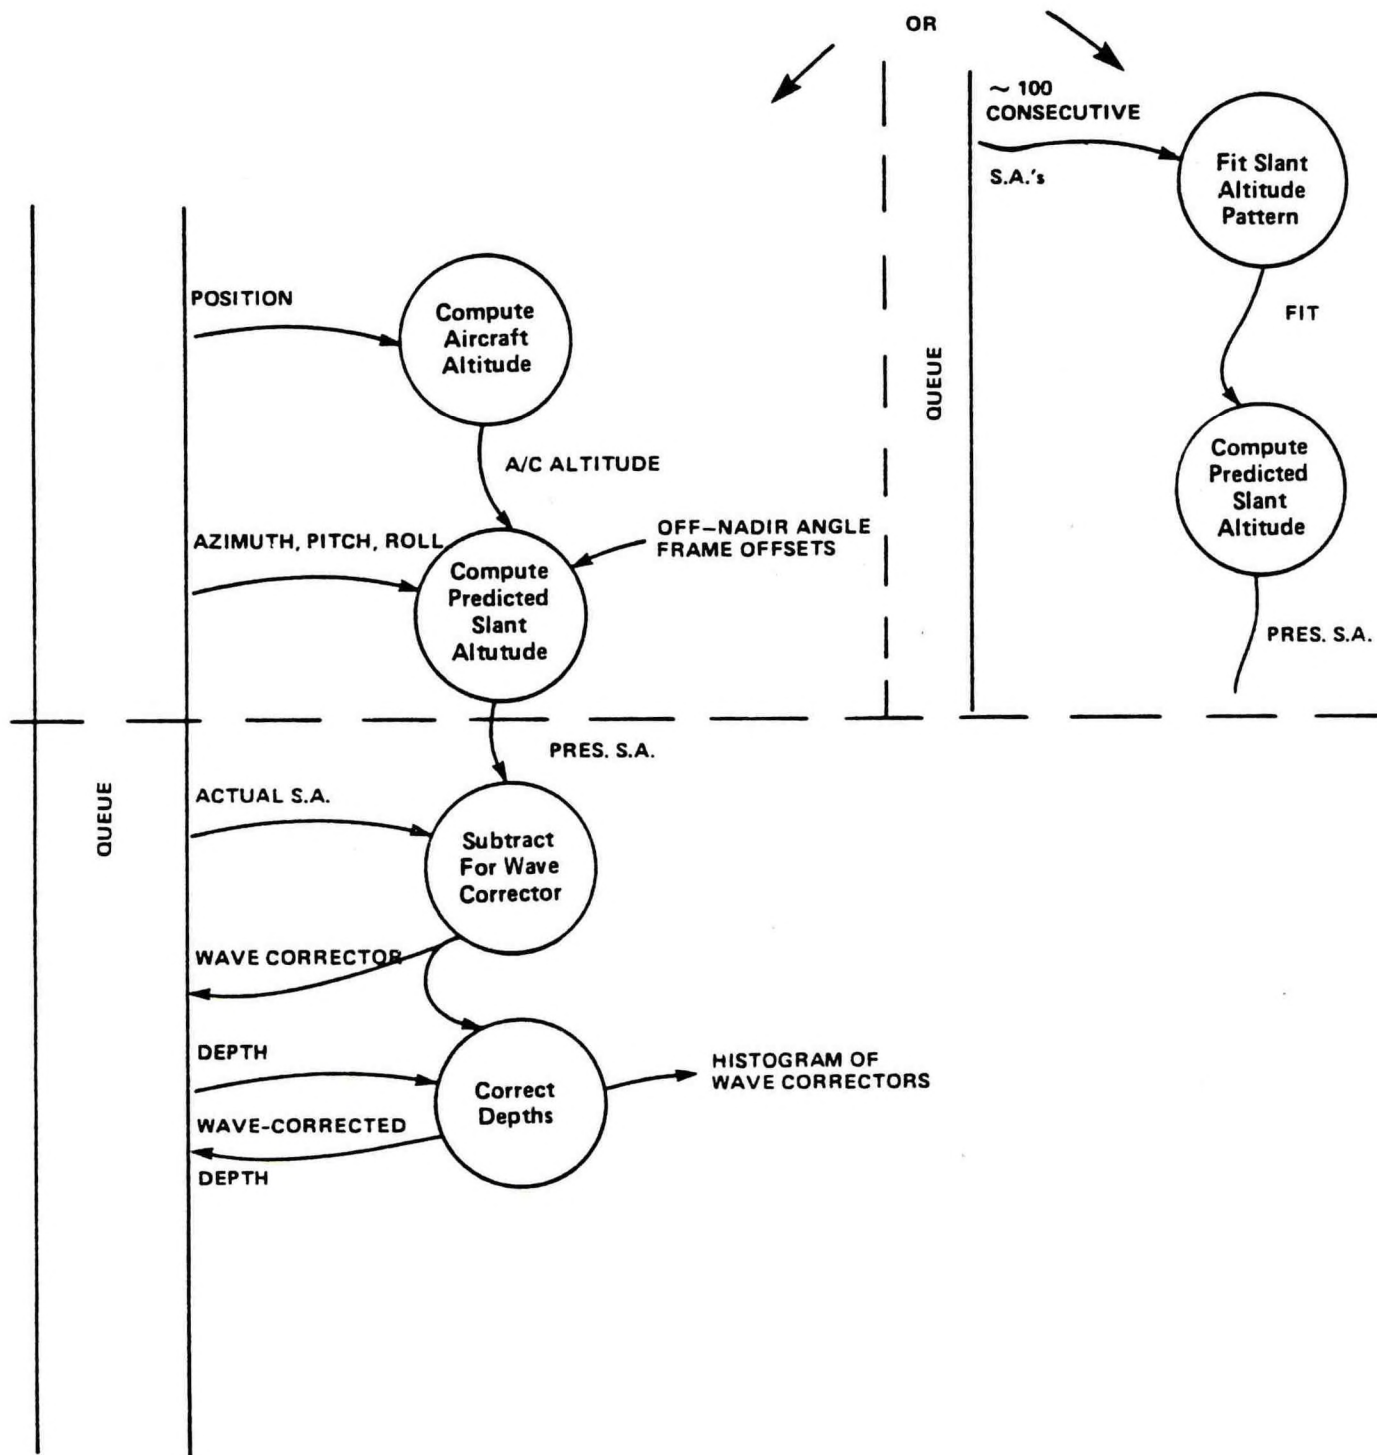 OR
~ 100
CONSECUTIVE
S.A.'s
Fit Slant
Altitude
Pattern
FIT
QUEUE
Compute
Predicted
Slant
Altitude
PRES. S.A.
POSITION
Compute
Aircraft
Altitude
A/C ALTITUDE
AZIMUTH, PITCH, ROLL
OFF-NADIR ANGLE
FRAME OFFSETS
Compute
Predicted
Slant
Altutude
PRES. S.A.
QUEUE
ACTUAL S.A.
Subtract
For Wave
Corrector
WAVE CORRECTOR
DEPTH
Correct
Depths
HISTOGRAM OF
WAVE CORRECTORS
WAVE-CORRECTED
DEPTH